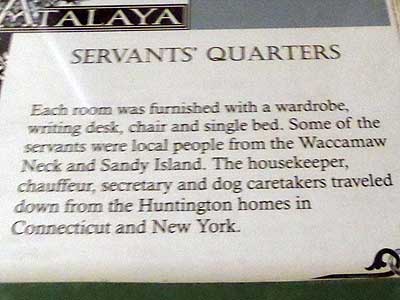 ATALAYA
SERVANTS' QUARTERS
Each room was furnished with a wardrobe,
writing desk, chair and single bed. Some of the
servants were local people from the Waccamaw
Neck and Sandy Island. The housekeeper,
chauffeur, secretary and dog caretakers traveled
down from the Huntington homes in
Connecticut and New York.